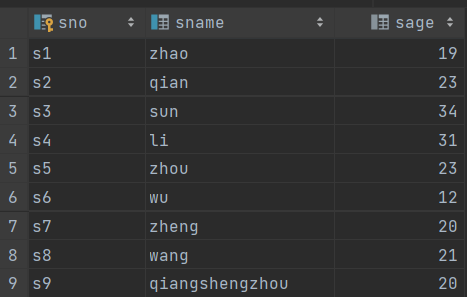 sno sname sage
1 s1 zhao 19
2 s2 qian 23
3 s3 sun 34
4 s4 li 31
5 s5 zhou 23
6 s6 wu 12
7 s7 zheng 20
8 s8 wang 21
9 s9 qiangshengzhou 20